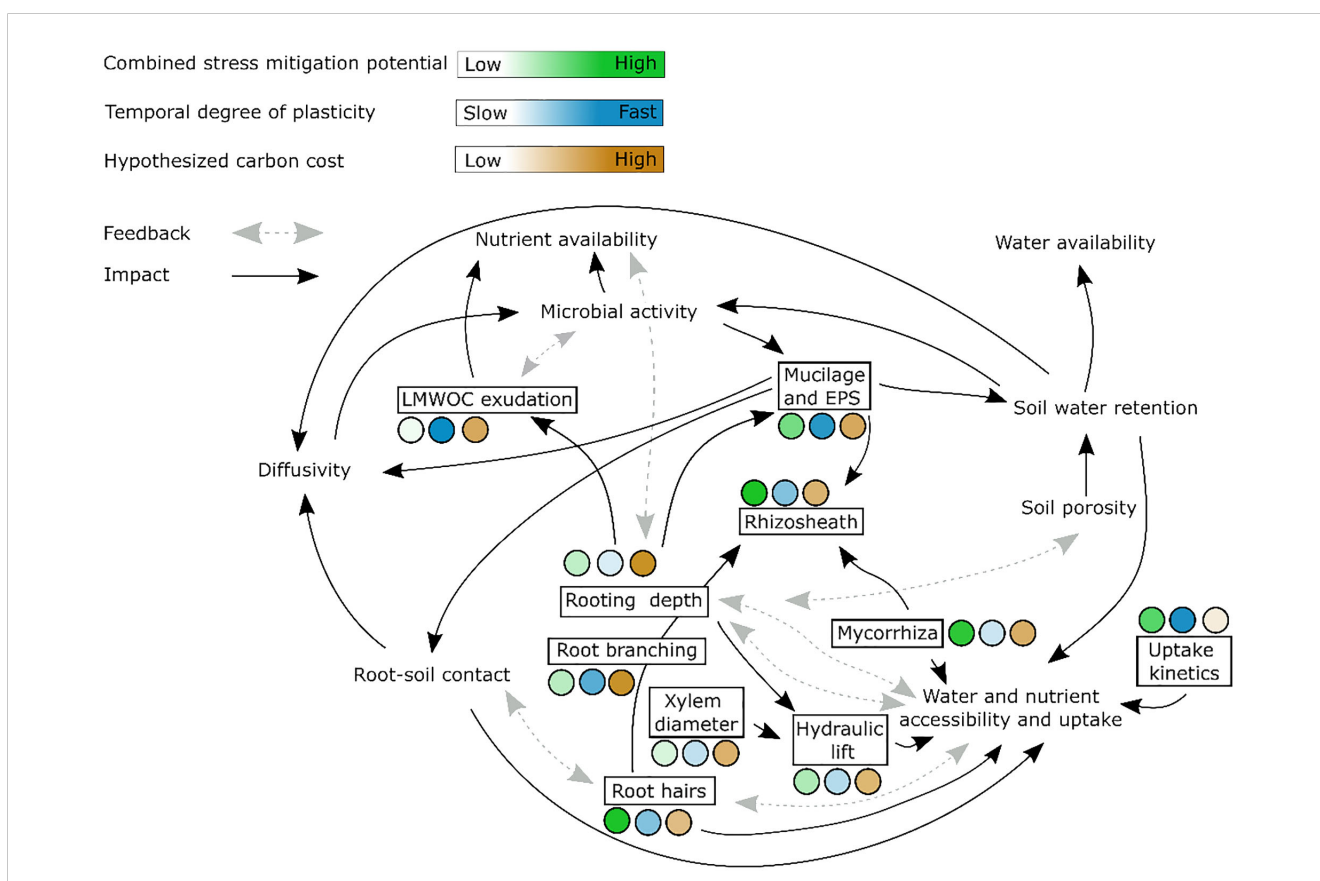 Combined stress mitigation potential
Low High
Temporal degree of plasticity
Slow Fast
Hypothesized carbon cost
Low High
Feedback
Impact
Nutrient availability
Water availability
Microbial activity
LMWOC exudation
Mucilage
and EPS
Soil water retention
Diffusivity
Soil porosity
Rhizosheath
Rooting depth
Mycorrhiza
Root branching
Uptake
kinetics
Root-soil contact
Xylem
diameter
Water and nutrient
accessibility and uptake
Hydraulic
lift
Root hairs